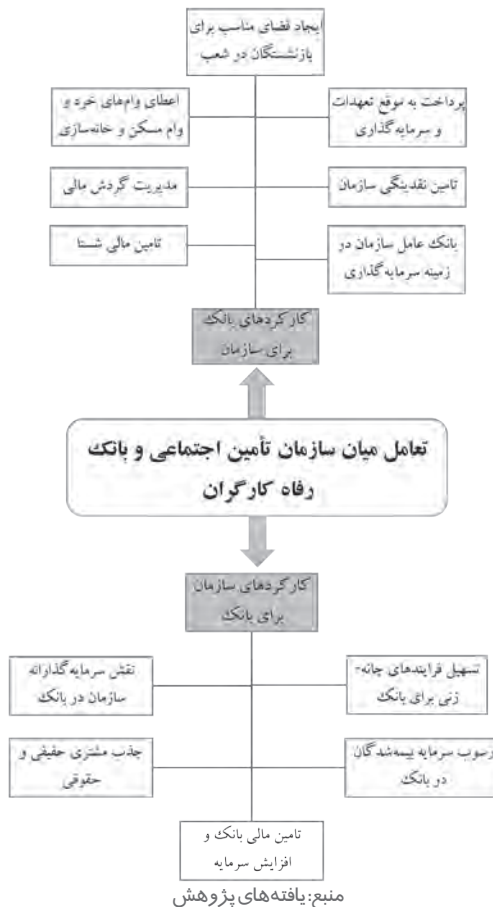 ایجاد فضای مناسب برای
بازنشستگان در شعب
پرداخت به موقع تعهدات
و سرمایه‌گذاری
اعطای وام‌های خرد و
وام مسکن و خانه‌سازی
تامین نقدینگی سازمان
مدیریت گردش مالی
بانک عامل سازمان در
زمینه سرمایه‌گذاری
تامین مالی شستا
کارکردهای بانک
برای سازمان
تعامل میان سازمان تأمین اجتماعی و بانک
رفاه کارگران
کارکردهای سازمان
برای بانک
تسهیل فرایندهای چانه-
زنی برای بانک
نقش سرمایه‌گذارانه
سازمان در بانک
رسوب سرمایه بیمه‌شدگان
در بانک
جذب مشتری حقیقی و
حقوقی
تامین مالی بانک و
افزایش سرمایه
منبع: یافته‌های پژوهش